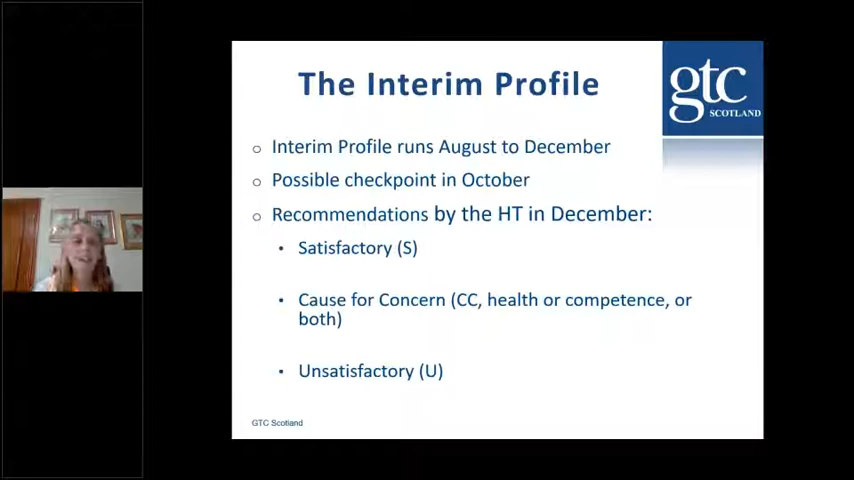 The Interim Profile
gtc
SCOTLAND
Interim Profile runs August to December
Possible checkpoint in October
Recommendations by the HT in December:
Satisfactory (S)
Cause for Concern (CC, health or competence, or
both)
Unsatisfactory (U)
GTC Scotland